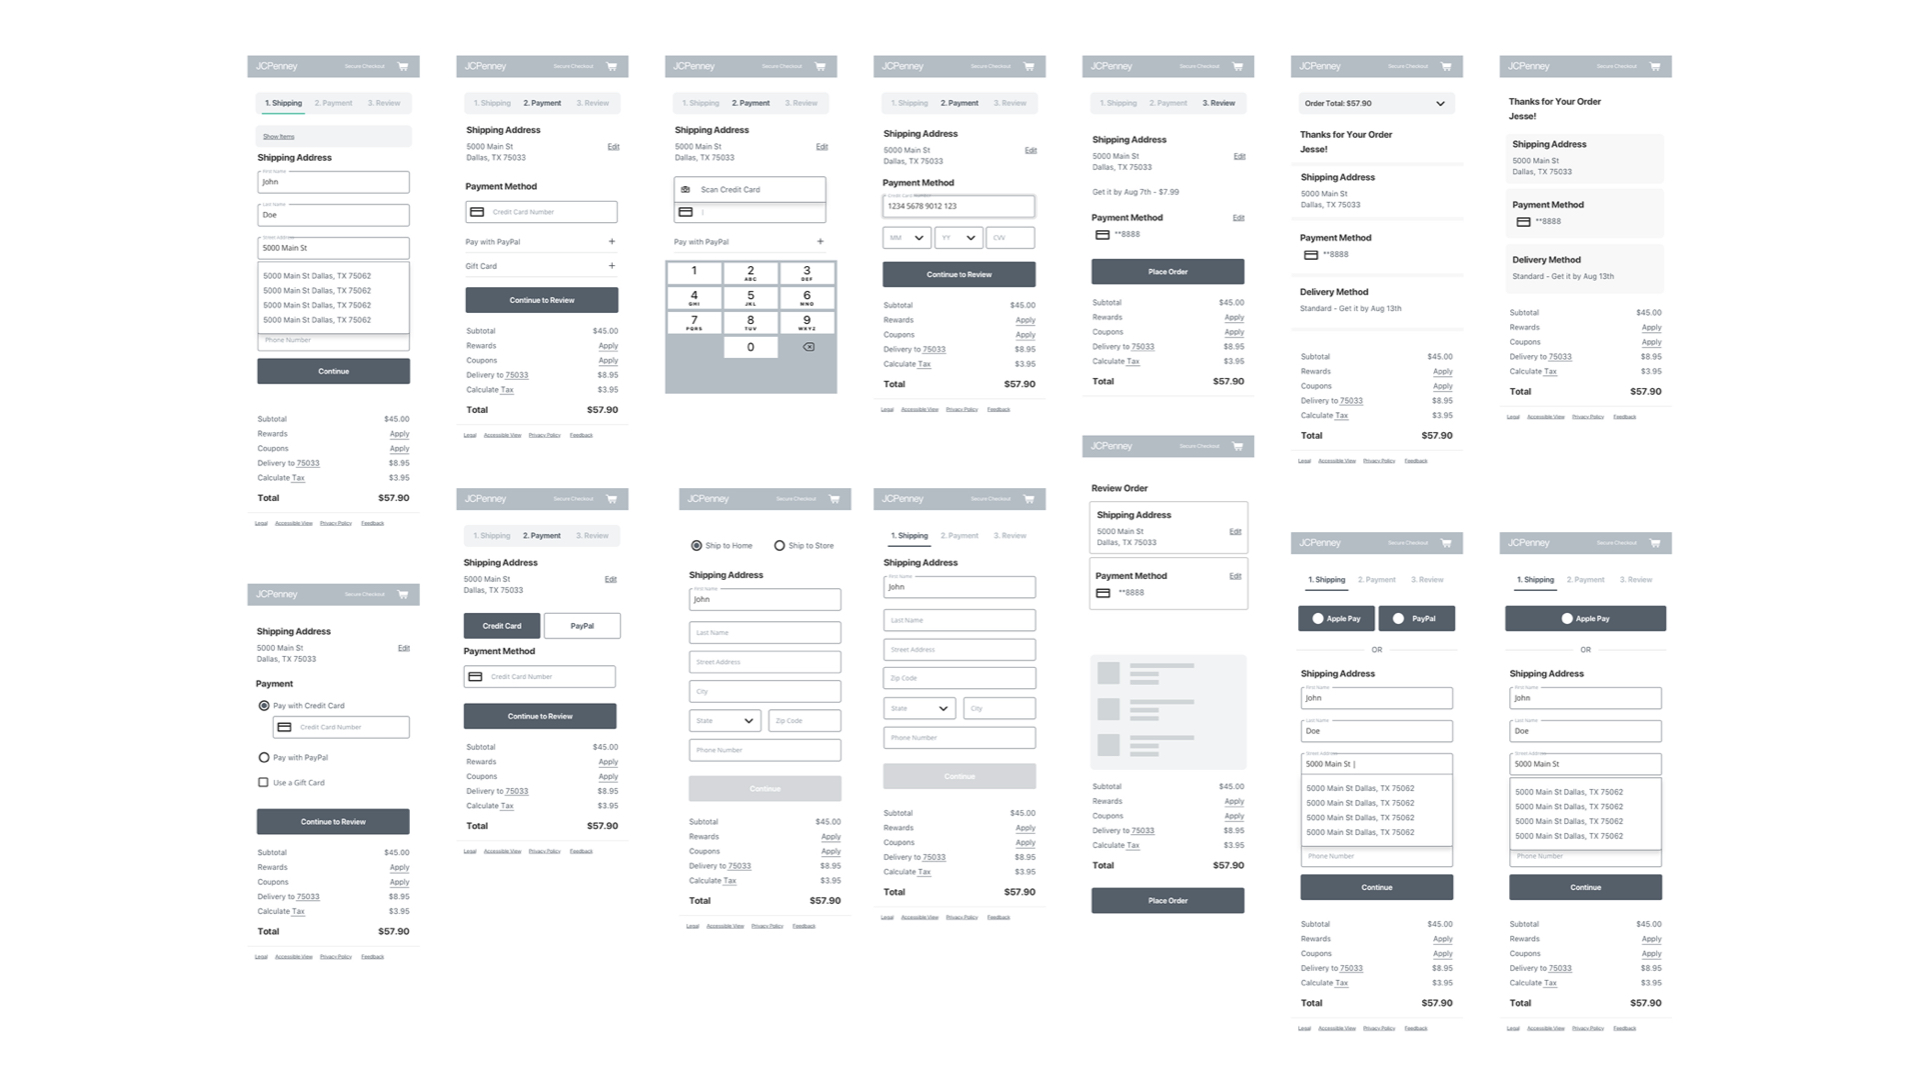 JCPenney Secure Checkout
1. Shipping 2. Payment 3. Review
Show Items
Shipping Address
First Name
John
Last Name
Doe
Street Address
5000 Main St
5000 Main St Dallas, TX 75062
5000 Main St Dallas, TX 75062
5000 Main St Dallas, TX 75062
5000 Main St Dallas, TX 75062
Phone Number
Continue
Subtotal $45.00
Rewards Apply
Coupons Apply
Delivery to 75033 $8.95
Calculate Tax $3.95
Total $57.90
Legal Accessible View Privacy Policy Feedback
JCPenney Secure Checkout
1. Shipping 2. Payment 3. Review
Shipping Address
5000 Main St Edit
Dallas, TX 75033
Payment Method
Credit Card Number
Pay with PayPal +
Gift Card +
Continue to Review
Subtotal $45.00
Rewards Apply
Coupons Apply
Delivery to 75033 $8.95
Calculate Tax $3.95
Total $57.90
Legal Accessible View Privacy Policy Feedback
JCPenney Secure Checkout
1. Shipping 2. Payment 3. Review
Shipping Address
5000 Main St Edit
Dallas, TX 75033
Scan Credit Card
Pay with PayPal +
1 2 3
ABC DEF
4 5 6
GHI JKL MNO
7 8 9
PQRS TUV WXYZ
0
JCPenney Secure Checkout
1. Shipping 2. Payment 3. Review
Shipping Address
5000 Main St Edit
Dallas, TX 75033
Payment Method
Credit Card Number
1234 5678 9012 123
MM YY CVV
Continue to Review
Subtotal $45.00
Rewards Apply
Coupons Apply
Delivery to 75033 $8.95
Calculate Tax $3.95
Total $57.90
Legal Accessible View Privacy Policy Feedback
JCPenney Secure Checkout
1. Shipping 2. Payment 3. Review
Shipping Address
5000 Main St Edit
Dallas, TX 75033
Get it by Aug 7th - $7.99
Payment Method Edit
**8888
Place Order
Subtotal $45.00
Rewards Apply
Coupons Apply
Delivery to 75033 $8.95
Calculate Tax $3.95
Total $57.90
JCPenney Secure Checkout
Order Total: $57.90
Thanks for Your Order
Jesse!
Shipping Address
5000 Main St
Dallas, TX 75033
Payment Method
**8888
Delivery Method
Standard - Get it by Aug 13th
Subtotal $45.00
Rewards Apply
Coupons Apply
Delivery to 75033 $8.95
Calculate Tax $3.95
Total $57.90
Legal Accessible View Privacy Policy Feedback
JCPenney Secure Checkout
Thanks for Your Order
Jesse!
Shipping Address
5000 Main St
Dallas, TX 75033
Payment Method
**8888
Delivery Method
Standard - Get it by Aug 13th
Subtotal $45.00
Rewards Apply
Coupons Apply
Delivery to 75033 $8.95
Calculate Tax $3.95
Total $57.90
Legal Accessible View Privacy Policy Feedback
JCPenney Secure Checkout
Shipping Address
5000 Main St Edit
Dallas, TX 75033
Payment
Pay with Credit Card
Credit Card Number
Pay with PayPal
Use a Gift Card
Continue to Review
Subtotal $45.00
Rewards Apply
Coupons Apply
Delivery to 75033 $8.95
Calculate Tax $3.95
Total $57.90
Legal Accessible View Privacy Policy Feedback
JCPenney Secure Checkout
1. Shipping 2. Payment 3. Review
Shipping Address
5000 Main St Edit
Dallas, TX 75033
Credit Card PayPal
Payment Method
Credit Card Number
Continue to Review
Subtotal $45.00
Rewards Apply
Coupons Apply
Delivery to 75033 $8.95
Calculate Tax $3.95
Total $57.90
Legal Accessible View Privacy Policy Feedback
JCPenney Secure Checkout
Ship to Home Ship to Store
Shipping Address
First Name
John
Last Name
Street Address
City
State Zip Code
Phone Number
Continue
Subtotal $45.00
Rewards Apply
Coupons Apply
Delivery to 75033 $8.95
Calculate Tax $3.95
Total $57.90
Legal Accessible View Privacy Policy Feedback
JCPenney Secure Checkout
1. Shipping 2. Payment 3. Review
Shipping Address
First Name
John
Last Name
Street Address
Zip Code
State City
Phone Number
Continue
Subtotal $45.00
Rewards Apply
Coupons Apply
Delivery to 75033 $8.95
Calculate Tax $3.95
Total $57.90
Legal Accessible View Privacy Policy Feedback
JCPenney Secure Checkout
Review Order
Shipping Address
5000 Main St Edit
Dallas, TX 75033
Payment Method Edit
**8888
Subtotal $45.00
Rewards Apply
Coupons Apply
Delivery to 75033 $8.95
Calculate Tax $3.95
Total $57.90
Place Order
JCPenney Secure Checkout
1. Shipping 2. Payment 3. Review
Apple Pay PayPal
OR
Shipping Address
First Name
John
Last Name
Doe
Street Address
5000 Main St |
5000 Main St Dallas, TX 75062
5000 Main St Dallas, TX 75062
5000 Main St Dallas, TX 75062
5000 Main St Dallas, TX 75062
Phone Number
Continue
Subtotal $45.00
Rewards Apply
Coupons Apply
Delivery to 75033 $8.95
Calculate Tax $3.95
Total $57.90
Legal Accessible View Privacy Policy Feedback
JCPenney Secure Checkout
1. Shipping 2. Payment 3. Review
Apple Pay
OR
Shipping Address
First Name
John
Last Name
Doe
Street Address
5000 Main St
5000 Main St Dallas, TX 75062
5000 Main St Dallas, TX 75062
5000 Main St Dallas, TX 75062
5000 Main St Dallas, TX 75062
Phone Number
Continue
Subtotal $45.00
Rewards Apply
Coupons Apply
Delivery to 75033 $8.95
Calculate Tax $3.95
Total $57.90
Legal Accessible View Privacy Policy Feedback